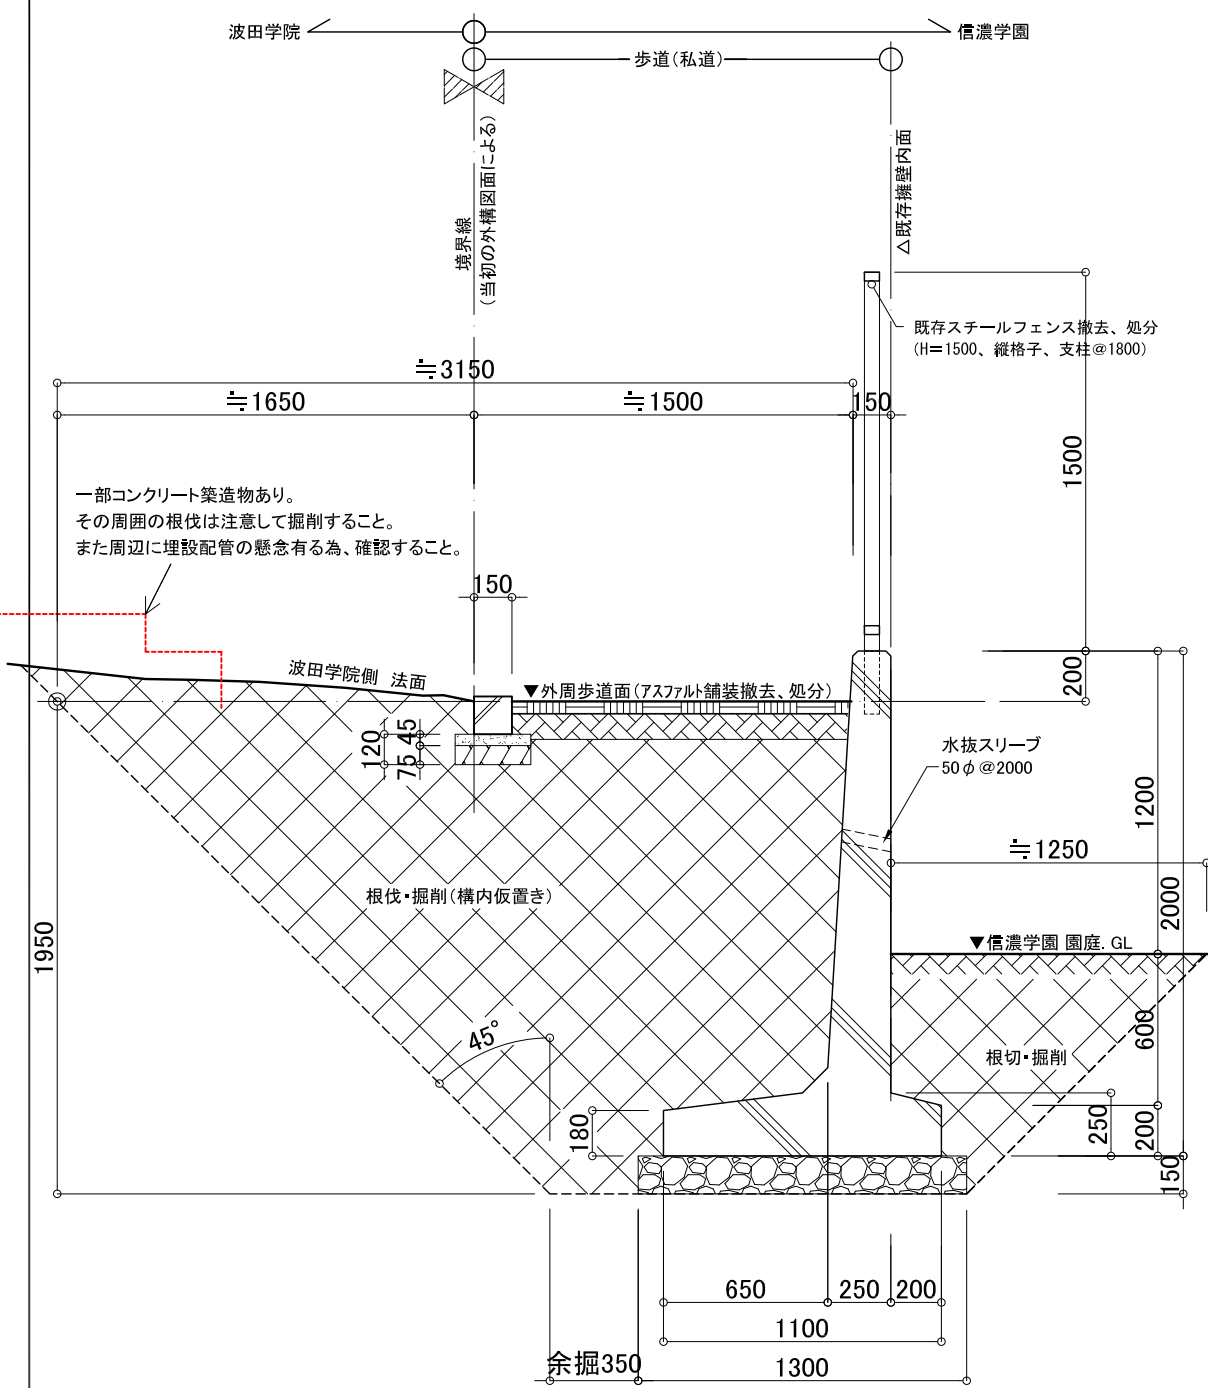 波田学院
信濃学園
歩道(私道)
境界線
(当初の外構図面による)
△既存擁壁内面
既存スチールフェンス撤去、処分
(H=1500、縦格子、支柱@1800)
≒3150
≒1650
≒1500
150
1500
一部コンクリート築造物あり。
その周囲の根伐は注意して掘削すること。
また周辺に埋設配管の懸念有る為、確認すること。
150
波田学院側 法面
▼外周歩道面(アスファルト舗装撤去、処分)
200
120
45
75
水抜スリーブ
50φ@2000
1200
≒1250
2000
根伐・掘削(構内仮置き)
1950
▼信濃学園 園庭. GL
600
45°
根切・掘削
180
250
200
150
650
250
200
1100
余掘350
1300